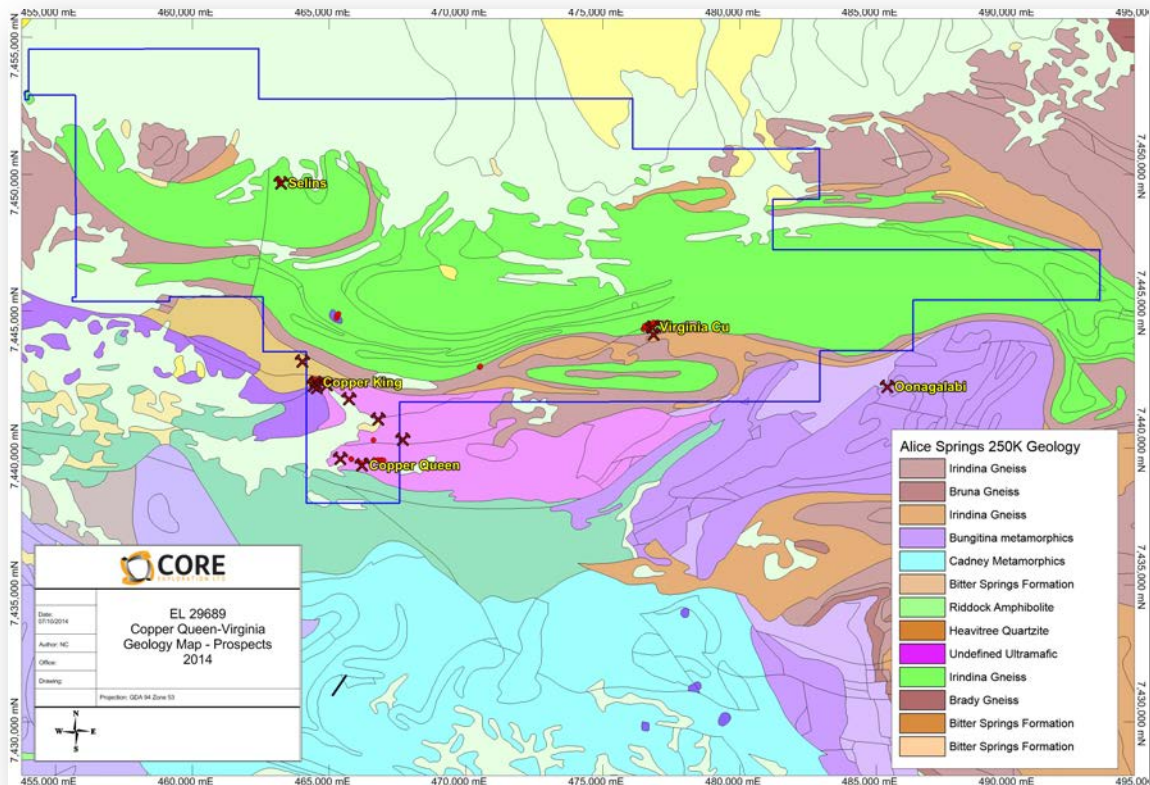 455,000 mE 460,000 mE 465,000 mE 470,000 mE 475,000 mE 480,000 mE 485,000 mE 490,000 mE 495,
7,455,000 mN
7,450,000 mN
7,445,000 mN
7,440,000 mN
7,435,000 mN
7,430,000 mN
7,450,000 mN
7,445,000 mN
7,440,000 mN
7,435,000 mN
7,430,000 mN
Selins
Virginia Cu
Copper King
Oonagalabi
Copper Queen
Alice Springs 250K Geology
Irindina Gneiss
Bruna Gneiss
Irindina Gneiss
Bungitina metamorphics
Cadney Metamorphics
Bitter Springs Formation
Riddock Amphibolite
Heavitree Quartzite
Undefined Ultramafic
Irindina Gneiss
Brady Gneiss
Bitter Springs Formation
Bitter Springs Formation
CORE
EXPLORATION LTD
Date:
07/10/2014
Author: NC
Office:
Drawing:
EL 29689
Copper Queen-Virginia
Geology Map - Prospects
2014
Projection: GDA 94 Zone 53
N
W E
S
455,000 mE 460,000 mE 465,000 mE 470,000 mE 475,000 mE 480,000 mE 485,000 mE 490,000 mE 495,0